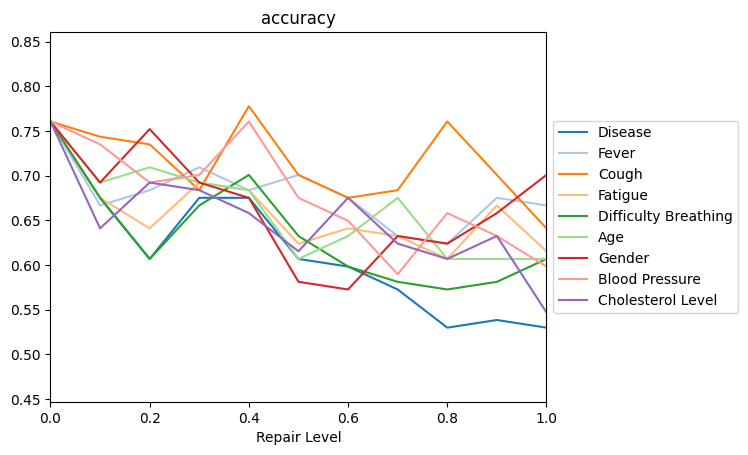 accuracy
0.85
0.80
0.75
0.70
0.65
0.60
0.55
0.50
0.45
0.0 0.2 0.4 0.6 0.8 1.0
Repair Level
Disease
Fever
Cough
Fatigue
Difficulty Breathing
Age
Gender
Blood Pressure
Cholesterol Level